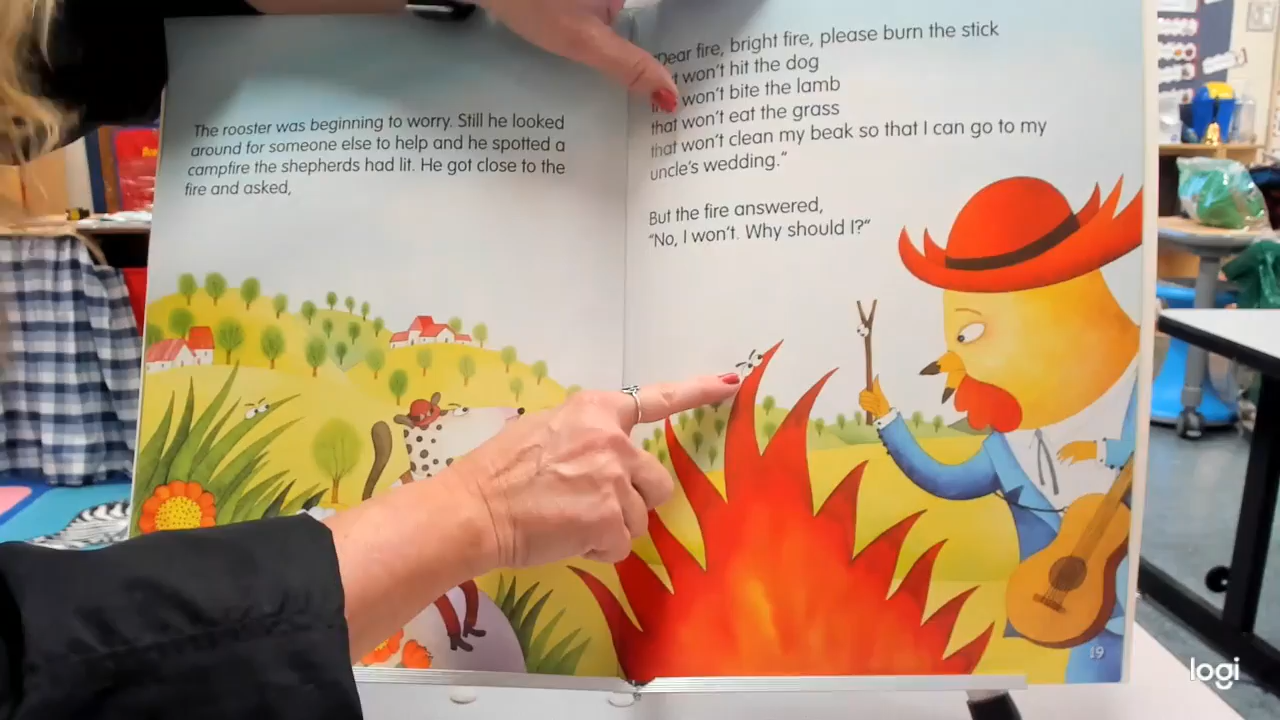 The rooster was beginning to worry. Still he looked
around for someone else to help and he spotted a
campfire the shepherds had lit. He got close to the
fire and asked,
"Dear fire, bright fire, please burn the stick
won't hit the dog
won't bite the lamb
that won't eat the grass
that won't clean my beak so that I can go to my
uncle's wedding."
But the fire answered,
"No, I won't. Why should I?"
19
logi